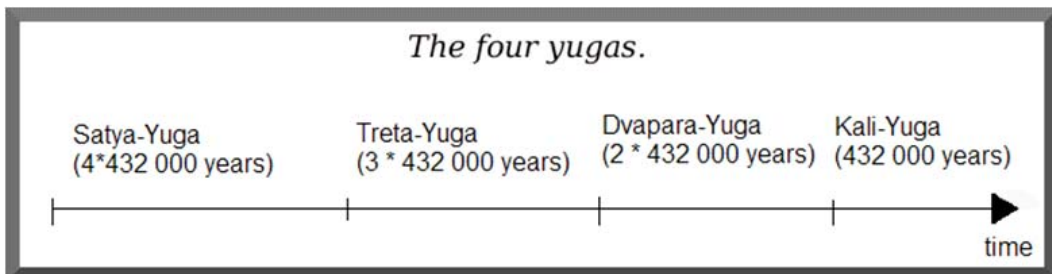 The four yugas.
Satya-Yuga
(4*432 000 years)
Treta-Yuga
(3 * 432 000 years)
Dvapara-Yuga
(2 * 432 000 years)
Kali-Yuga
(432 000 years)
time